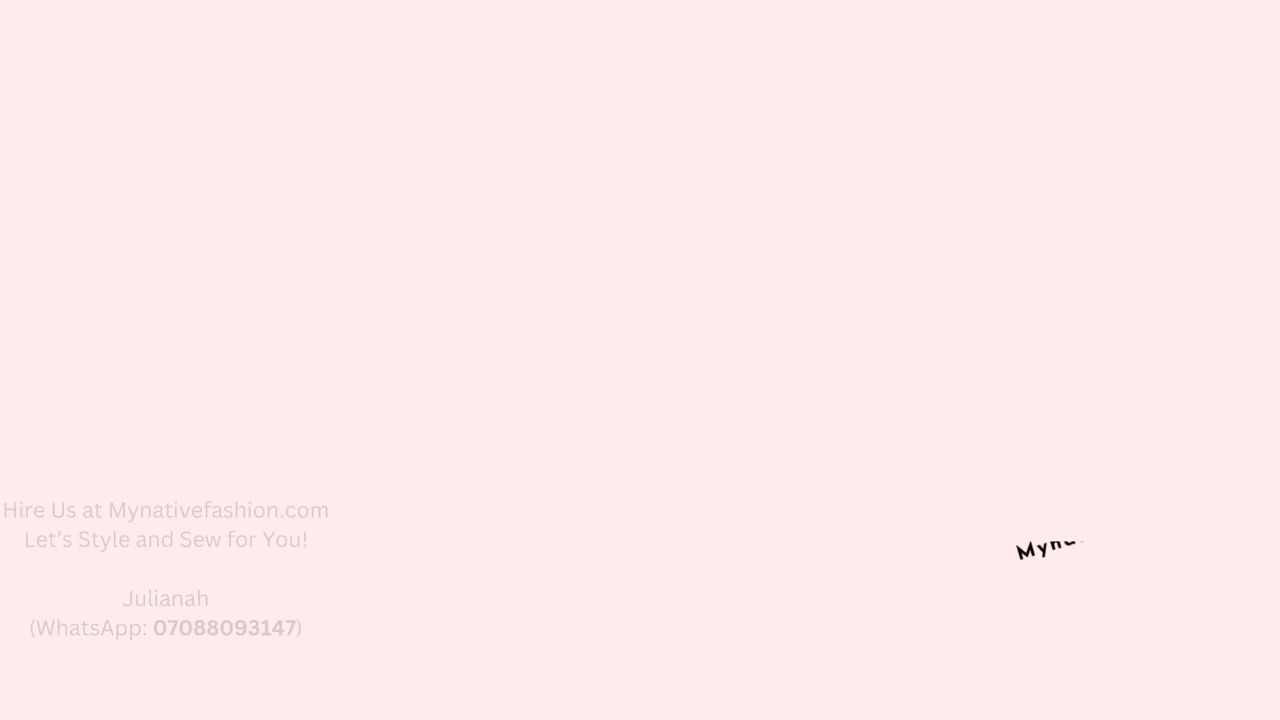 Hire Us at Mynativefashion.com
Let’s Style and Sew for You!
Julianah
(WhatsApp: 07088093147)